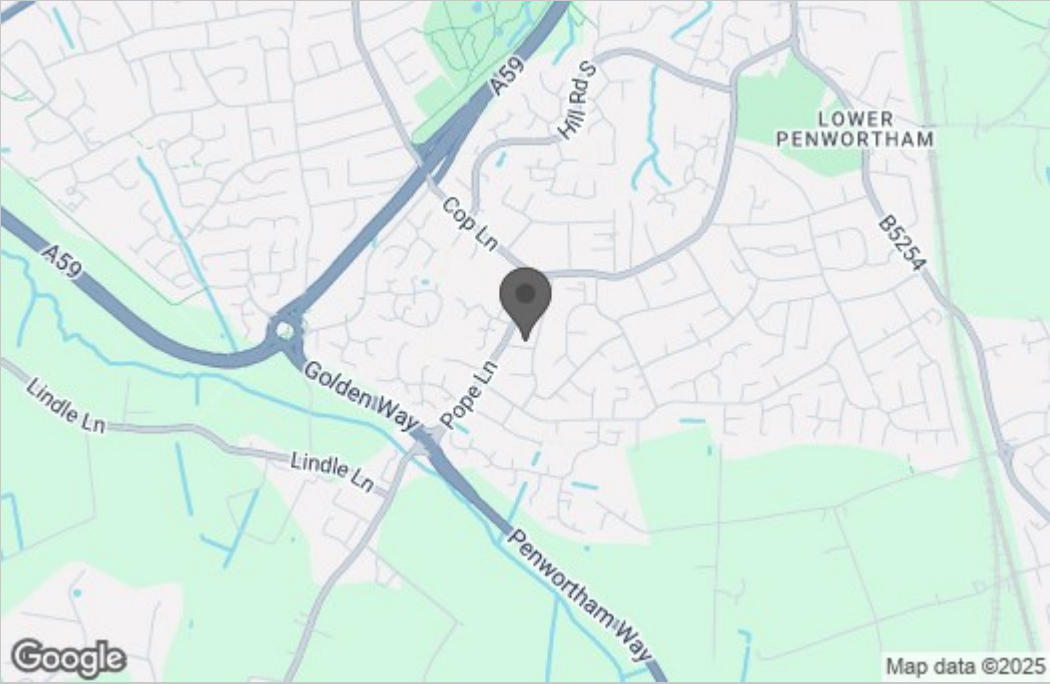 A59
Hill Rd S
LOWER
PENWORTHAM
Cop Ln
B5254
A59
Golden Way
Pope Ln
Lindle Ln
Lindle Ln
Penwortham Way
Google
Map data ©2025